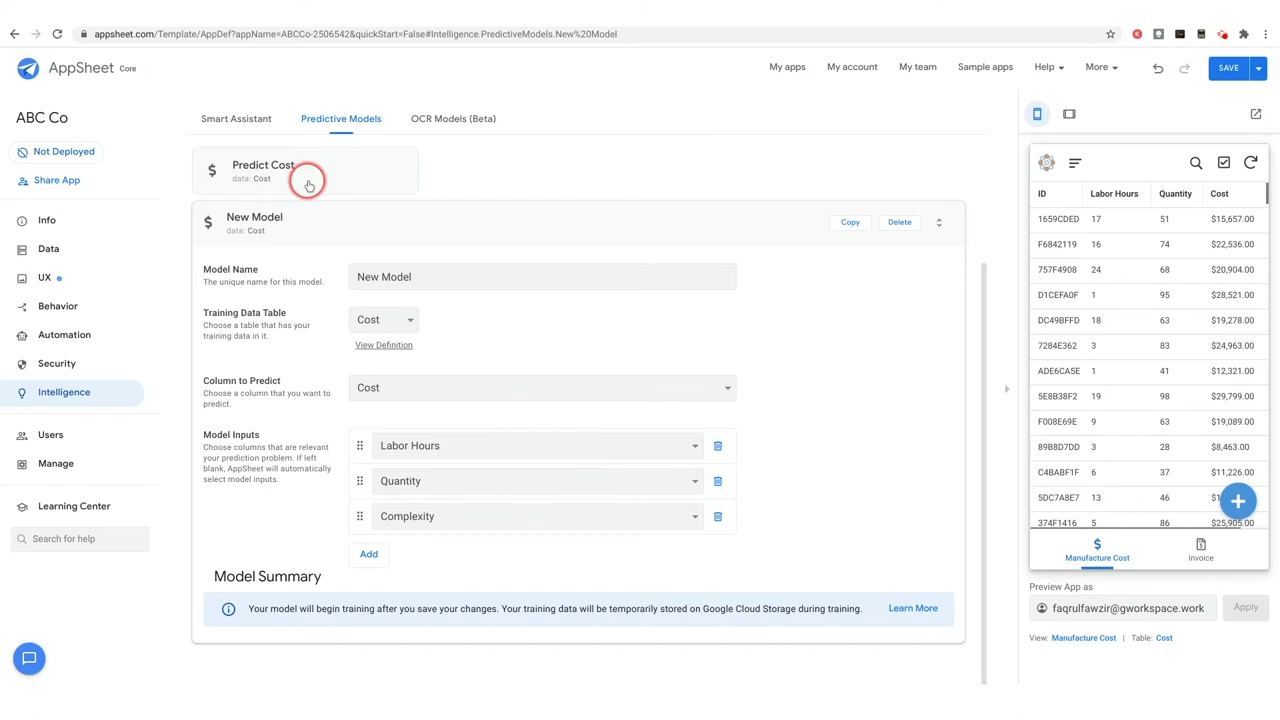 appsheet.com/Template/AppDef?appName=ABCCo-2506542&quickStart=False#Intelligence.PredictiveModels.New%20Model
AppSheet Core
My apps
My account
My team
Sample apps
Help
More
SAVE
ABC Co
Not Deployed
Share App
Info
Data
UX
Behavior
Automation
Security
Intelligence
Users
Manage
Learning Center
Search for help
Smart Assistant
Predictive Models
OCR Models (Beta)
$
Predict Cost
data: Cost
$
New Model
data: Cost
Copy
Delete
Model Name
The unique name for this model.
New Model
Training Data Table
Choose a table that has your
training data in it.
Cost
View Definition
Column to Predict
Choose a column that you want to
predict.
Cost
Model Inputs
Choose columns that are relevant
your prediction problem. If left
blank, AppSheet will automatically
select model inputs.
Labor Hours
Quantity
Complexity
Add
Model Summary
Your model will begin training after you save your changes. Your training data will be temporarily stored on Google Cloud Storage during training.
Learn More
ID Labor Hours Quantity Cost
1659CDED 17 51 $15,657.00
F6842119 16 74 $22,536.00
757F4908 24 68 $20,904.00
D1CEFA0F 1 95 $28,521.00
DC49BFFD 18 63 $19,278.00
7284E362 3 83 $24,963.00
ADE6CA5E 1 41 $12,321.00
5E8B38F2 19 98 $29,799.00
F008E69E 9 63 $19,089.00
89B8D7DD 3 28 $8,463.00
C4BABF1F 6 37 $11,226.00
5DC7A8E7 13 46
374F1416 5 86 $25,905.00
$
Manufacture Cost
Invoice
Preview App as
faqrulfawzir@gworkspace.work
Apply
View: Manufacture Cost | Table: Cost